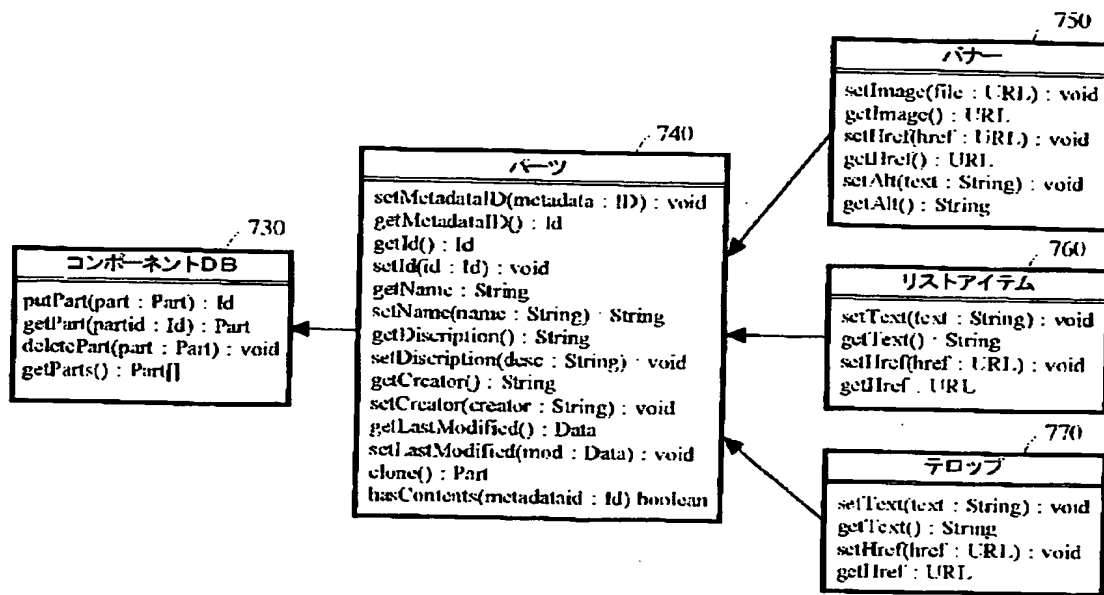 730
コンポーネントDB
putPart(part : Part) : Id
getPart(partid : Id) : Part
deletePart(part : Part) : void
getParts() : Part[]
740
パーツ
setMetadataID(metadata : ID) : void
getMetadataID() : Id
getId() : Id
setId(id : Id) : void
getName : String
setName(name : String) : String
getDiscription() : String
setDiscription(desc : String) : void
getCreator() : String
setCreator(creator : String) : void
getLastModified() : Data
setLastModified(mod : Data) : void
clone() : Part
hasContents(metadataid : Id) boolean
750
バナー
setImage(file : URL) : void
getImage() : URL
setHref(href : URL) : void
getHref() : URL
setAlt(text : String) : void
getAlt() : String
760
リストアイテム
setText(text : String) : void
getText() : String
setHref(href : URL) : void
getHref : URL
770
テロップ
setText(text : String) : void
getText() : String
setHref(href : URL) : void
getHref : URL